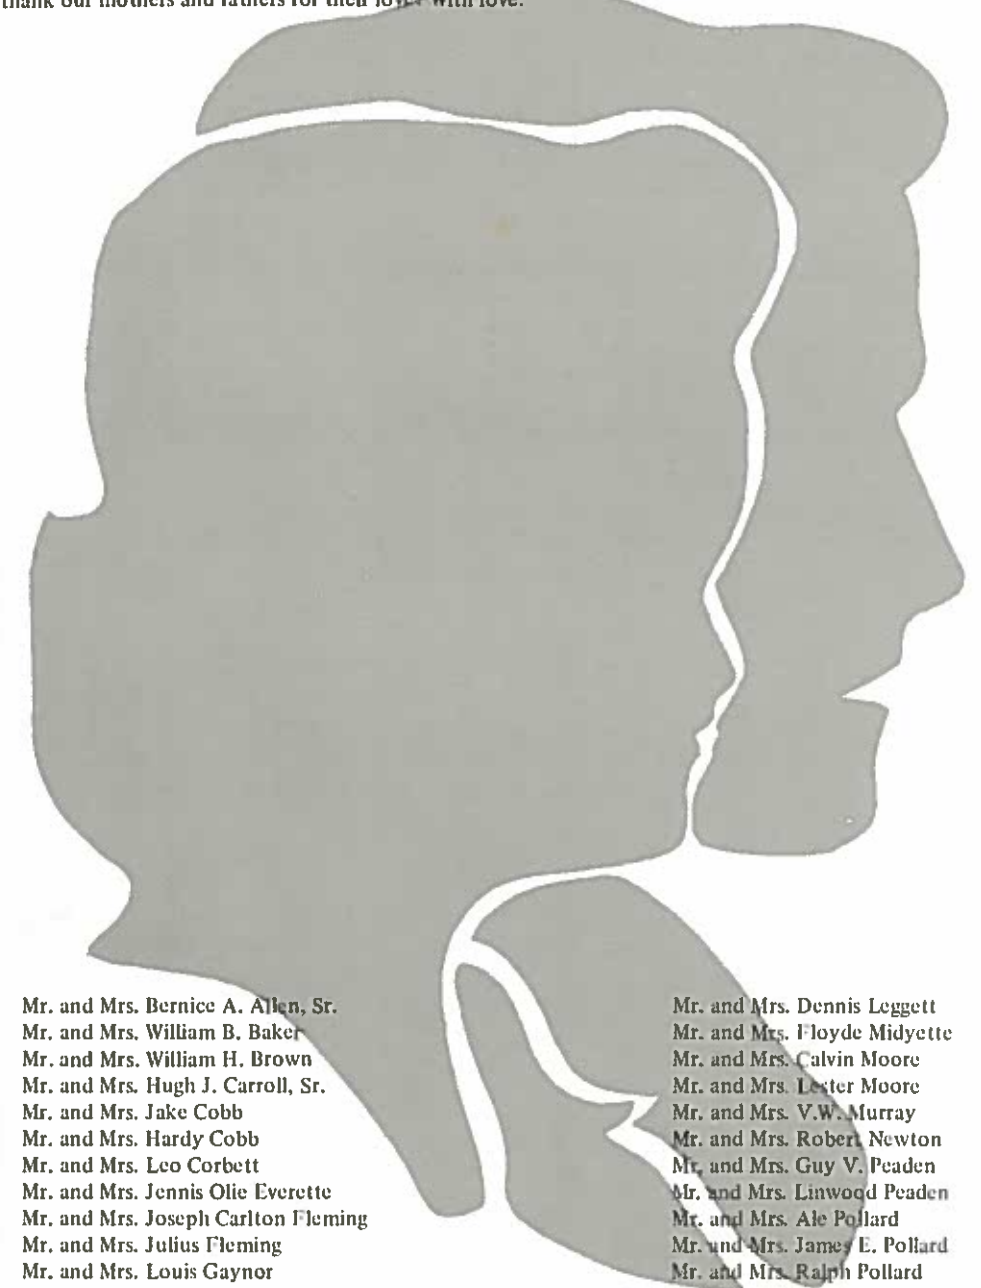 thank our mothers and fathers for their love with love.
Mr. and Mrs. Bernice A. Allen, Sr.
Mr. and Mrs. William B. Baker
Mr. and Mrs. William H. Brown
Mr. and Mrs. Hugh J. Carroll, Sr.
Mr. and Mrs. Jake Cobb
Mr. and Mrs. Hardy Cobb
Mr. and Mrs. Leo Corbett
Mr. and Mrs. Jennis Olie Everette
Mr. and Mrs. Joseph Carlton Fleming
Mr. and Mrs. Julius Fleming
Mr. and Mrs. Louis Gaynor
Mr. and Mrs. Dennis Leggett
Mr. and Mrs. Floyde Midyette
Mr. and Mrs. Calvin Moore
Mr. and Mrs. Lester Moore
Mr. and Mrs. V.W. Murray
Mr. and Mrs. Robert Newton
Mr. and Mrs. Guy V. Peaden
Mr. and Mrs. Linwood Peaden
Mr. and Mrs. Ale Pollard
Mr. and Mrs. James E. Pollard
Mr. and Mrs. Ralph Pollard